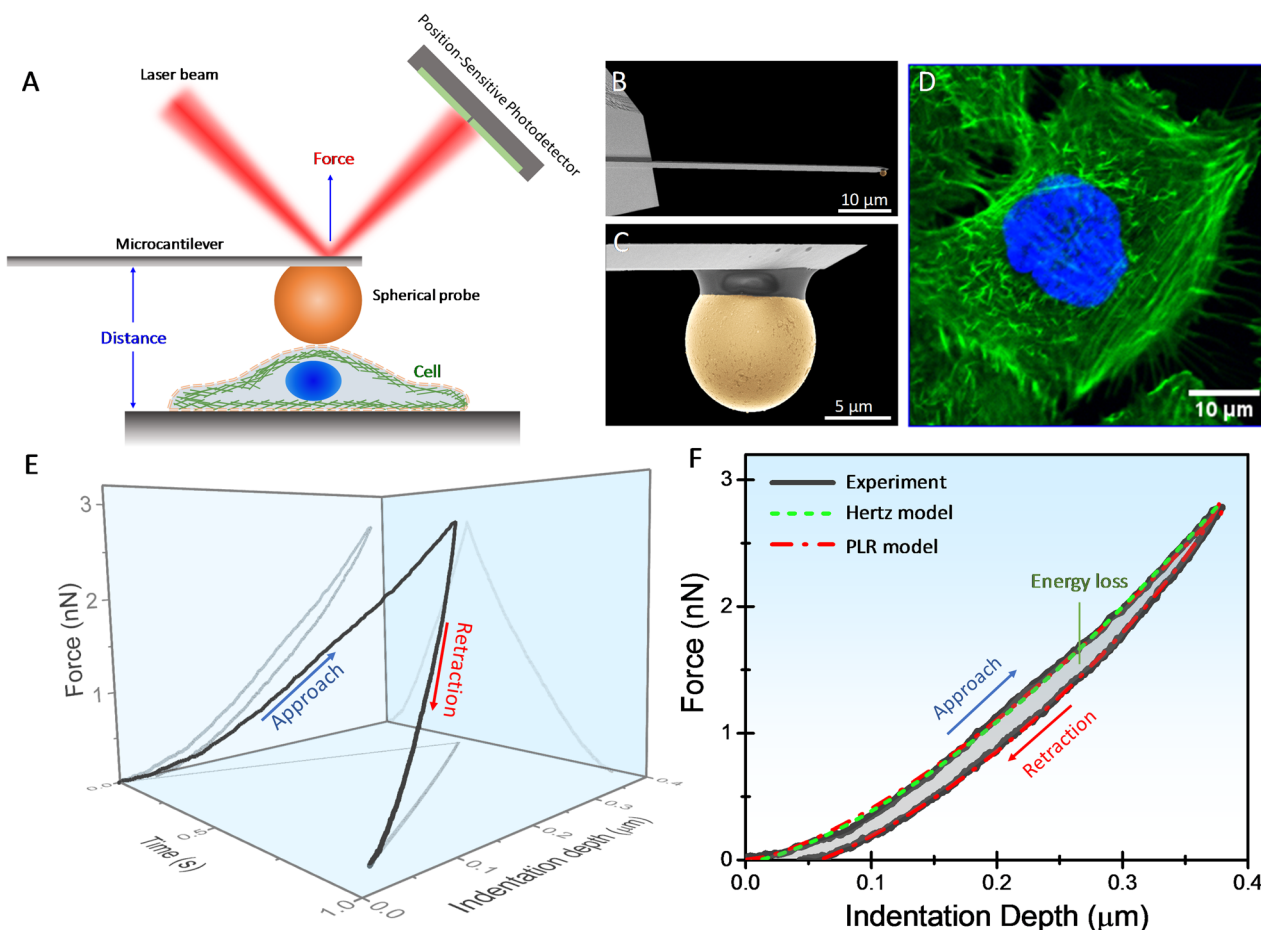 A
Laser beam
Position-Sensitive Photodetector
Force
Microcantilever
Spherical probe
Distance
Cell
B
10 µm
C
5 µm
D
10 µm
E
Force (nN)
3
2
1
0.0
Approach
Retraction
Time (s)
0.5
1.0
0.0
0.1
0.2
0.3
0.4
Indentation depth (µm)
F
Force (nN)
3
2
1
0
Experiment
Hertz model
PLR model
Energy loss
Approach
Retraction
0.0 0.1 0.2 0.3 0.4
Indentation Depth (µm)